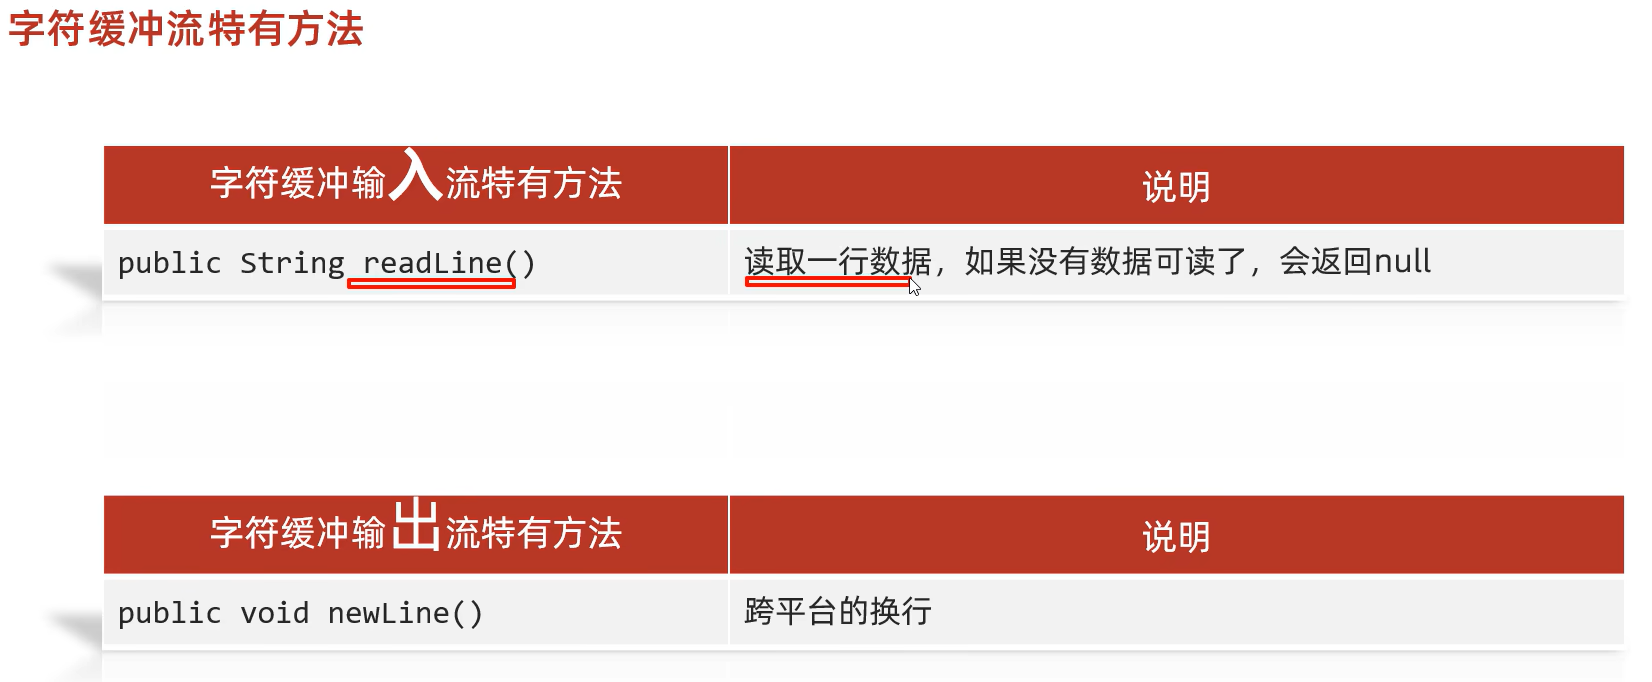 字符缓冲流特有方法
字符缓冲输入流特有方法
说明
public String readLine()
读取一行数据，如果没有数据可读了，会返回null
字符缓冲输出流特有方法
说明
public void newLine()
跨平台的换行